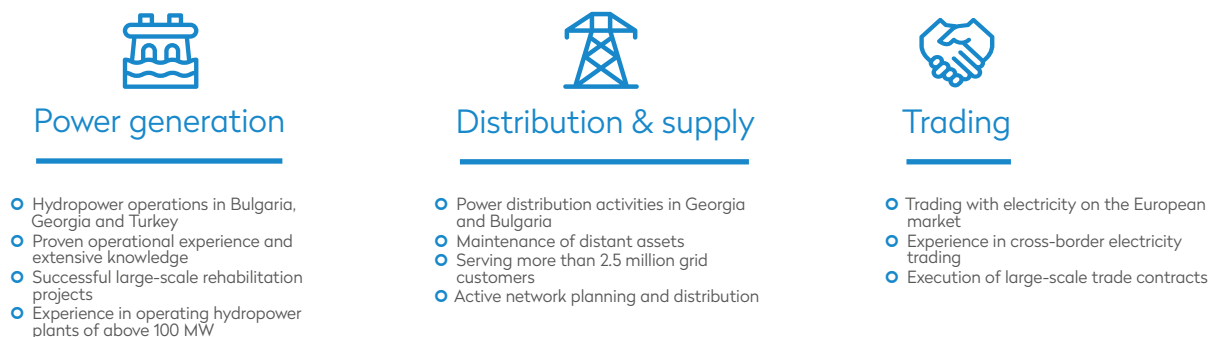 Power generation
Hydropower operations in Bulgaria,
Georgia and Turkey
Proven operational experience and
extensive knowledge
Successful large-scale rehabilitation
projects
Experience in operating hydropower
plants of above 100 MW
Distribution & supply
Power distribution activities in Georgia
and Bulgaria
Maintenance of distant assets
Serving more than 2.5 million grid
customers
Active network planning and distribution
Trading
Trading with electricity on the European
market
Experience in cross-border electricity
trading
Execution of large-scale trade contracts